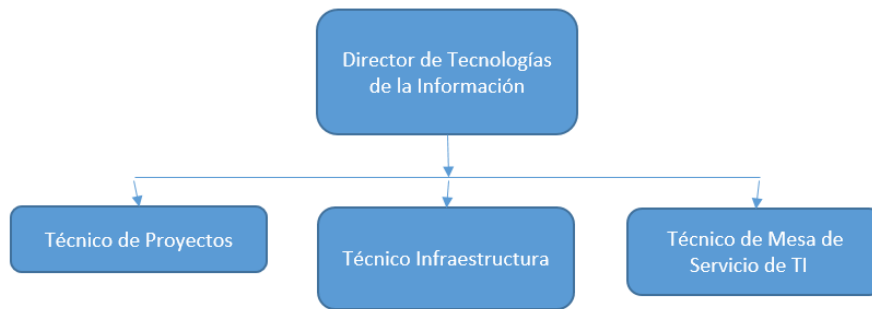 Director de Tecnologías
de la Información
Técnico de Proyectos
Técnico Infraestructura
Técnico de Mesa de
Servicio de TI